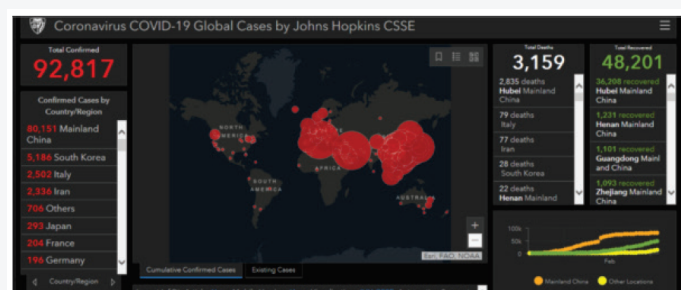 Coronavirus COVID-19 Global Cases by Johns Hopkins CSSE
Total Confirmed
92,817
Confirmed Cases by
Country/Region
80,151 Mainland
China
5,186 South Korea
2,502 Italy
2,336 Iran
706 Others
293 Japan
204 France
196 Germany
Country/Region
NORTH
AMERICA
SOUTH
AMERICA
AFRICA
AUSTRALIA
Esri, FAO, NOAA
Cumulative Confirmed Cases
Existing Cases
Total Deaths
3,159
2,835 deaths
Hubei Mainland
China
79 deaths
Italy
77 deaths
Iran
28 deaths
South Korea
22 deaths
Henan Mainland
Total Recovered
48,201
36,208 recovered
Hubei Mainland
China
1,231 recovered
Henan Mainland
China
1,101 recovered
Guangdong Mainl
and China
1,093 recovered
Zhejiang Mainland
China
100k
50k
0
Feb
Mainland China
Other Locations